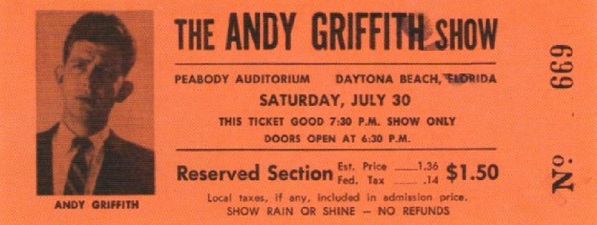 THE ANDY GRIFFITH SHOW
PEABODY AUDITORIUM DAYTONA BEACH, FLORIDA
SATURDAY, JULY 30
THIS TICKET GOOD 7:30 P.M. SHOW ONLY
DOORS OPEN AT 6:30 P.M.
Reserved Section Est. Price ......1.36 $1.50
Fed. Tax ...... .14
Local taxes, if any, included in admission price.
SHOW RAIN OR SHINE — NO REFUNDS
ANDY GRIFFITH
Nº 669